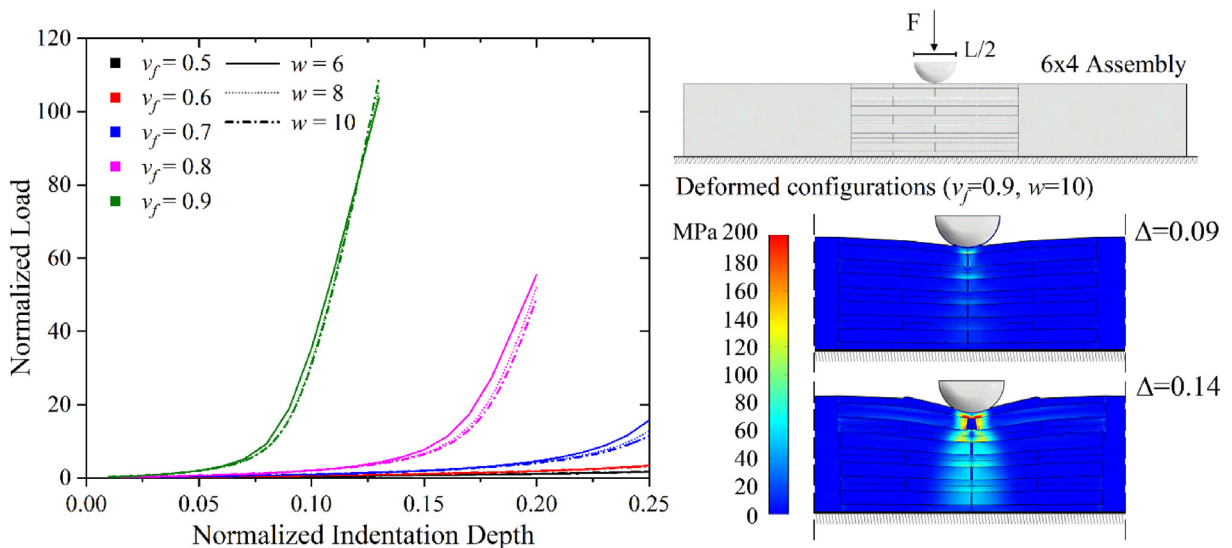 120
100
80
60
40
20
0
Normalized Load
v_f = 0.5
v_f = 0.6
v_f = 0.7
v_f = 0.8
v_f = 0.9
w = 6
w = 8
w = 10
0.00 0.05 0.10 0.15 0.20 0.25
Normalized Indentation Depth
F
L/2
6x4 Assembly
Deformed configurations (v_f=0.9, w=10)
MPa 200
180
160
140
120
100
80
60
40
20
0
Δ=0.09
Δ=0.14